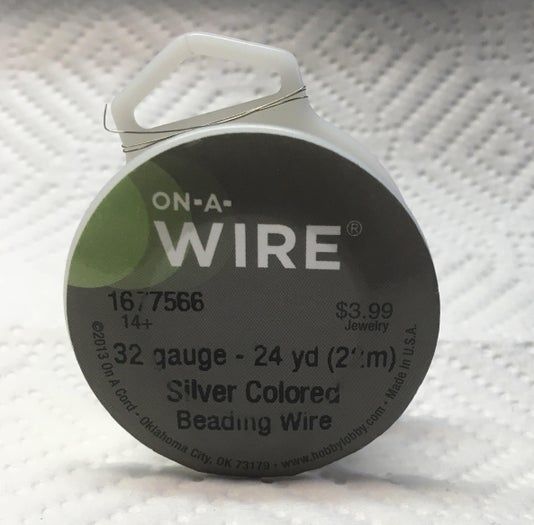 ON-A-
WIRE®
1677566
14+
$3.99
Jewelry
32 gauge - 24 yd
Silver Colored
Beading Wire
©2013 On A Cord - Oklahoma City, OK 73179 • www.hobbylobby.com • Made in U.S.A.